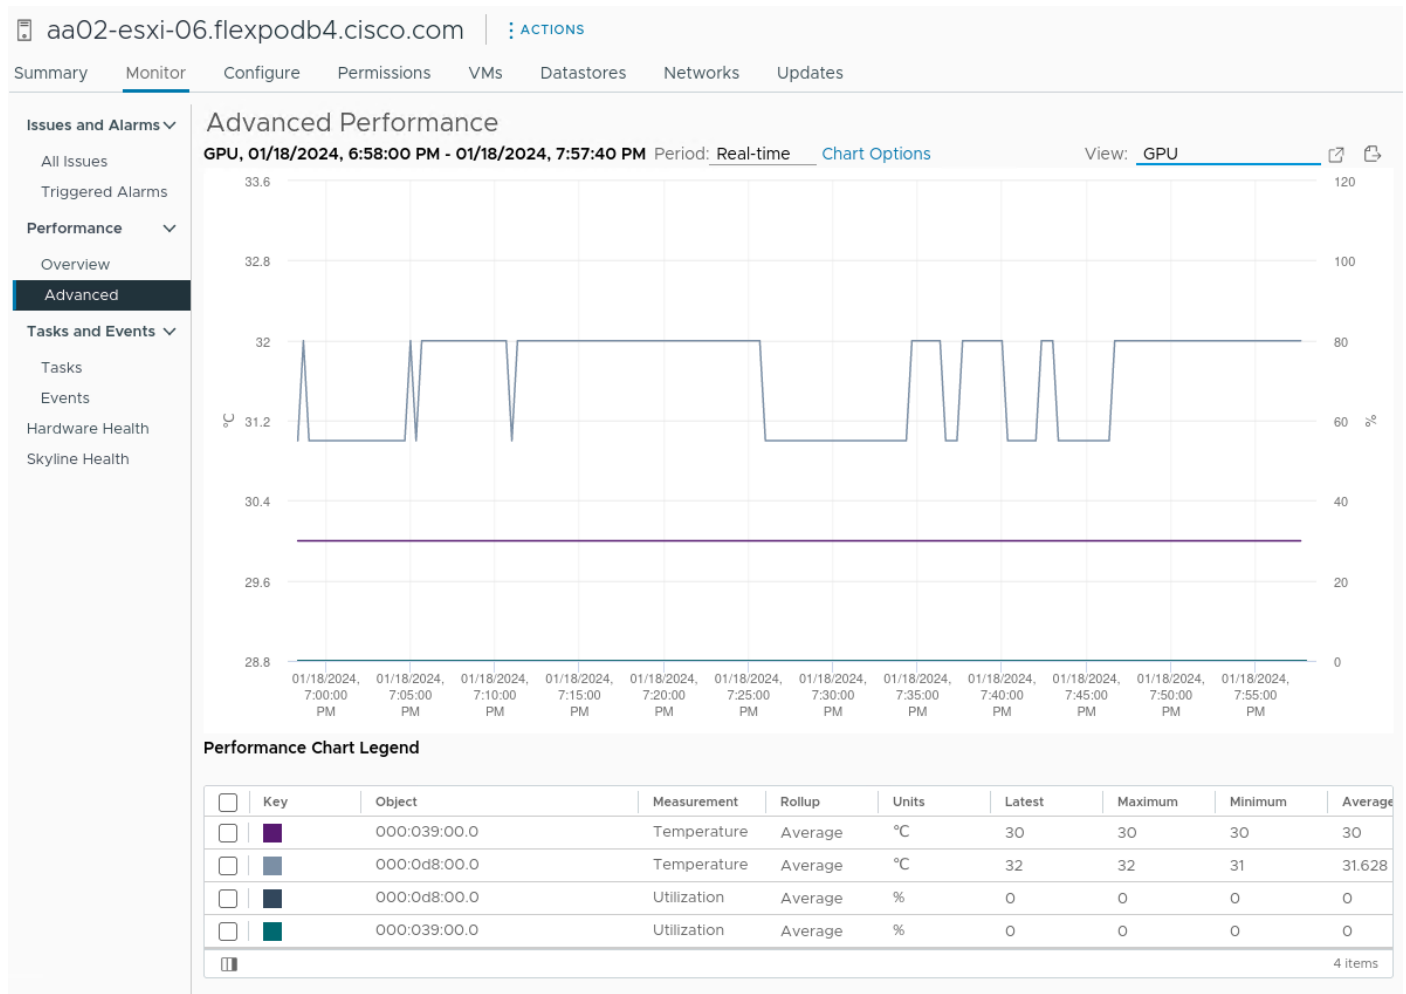 aa02-esxi-06.flexpodb4.cisco.com ACTIONS
Summary Monitor Configure Permissions VMs Datastores Networks Updates
Issues and Alarms
All Issues
Triggered Alarms
Performance
Overview
Advanced
Tasks and Events
Tasks
Events
Hardware Health
Skyline Health
Advanced Performance
GPU, 01/18/2024, 6:58:00 PM - 01/18/2024, 7:57:40 PM Period: Real-time Chart Options View: GPU
33.6 120
32.8 100
32 80
°C 31.2 60 %
30.4 40
29.6 20
28.8 0
01/18/2024, 01/18/2024, 01/18/2024, 01/18/2024, 01/18/2024, 01/18/2024, 01/18/2024, 01/18/2024, 01/18/2024, 01/18/2024, 01/18/2024, 01/18/2024,
7:00:00 7:05:00 7:10:00 7:15:00 7:20:00 7:25:00 7:30:00 7:35:00 7:40:00 7:45:00 7:50:00 7:55:00
PM PM PM PM PM PM PM PM PM PM PM PM
Performance Chart Legend
Key Object Measurement Rollup Units Latest Maximum Minimum Average
000:039:00.0 Temperature Average °C 30 30 30 30
000:0d8:00.0 Temperature Average °C 32 32 31 31.628
000:0d8:00.0 Utilization Average % 0 0 0 0
000:039:00.0 Utilization Average % 0 0 0 0
4 items